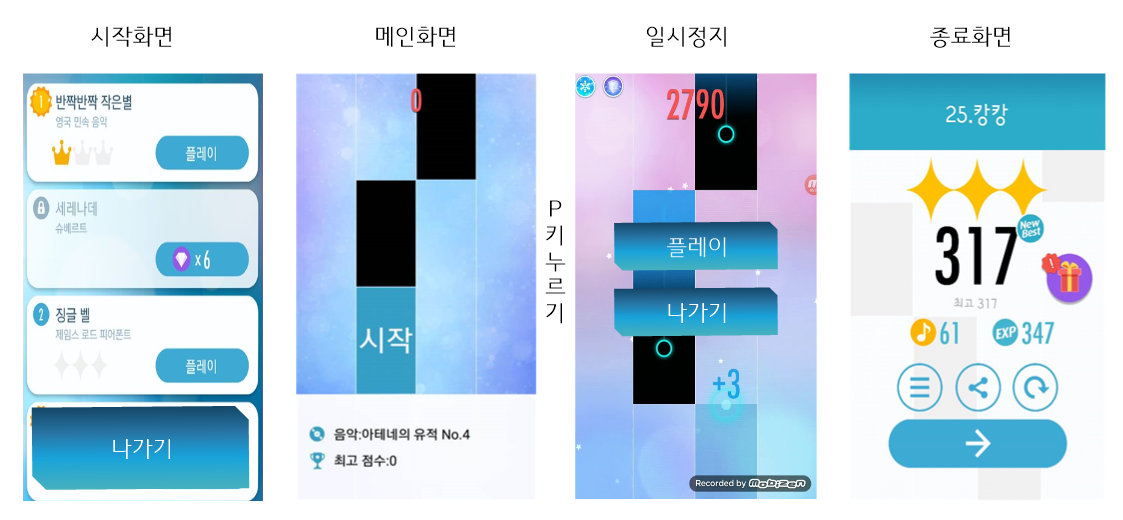 시작화면
메인화면
일시정지
종료화면
1
반짝반짝 작은별
영국 민속 음악
플레이
세레나데
슈베르트
x 6
2
징글 벨
제임스 로드 피어폰트
플레이
나가기
0
시작
음악:아테네의 유적 No.4
최고 점수:0
P
키
누
르
기
2790
플레이
나가기
+3
Recorded by mobizen
25.캉캉
317
New
Best
최고 317
61
EXP
347